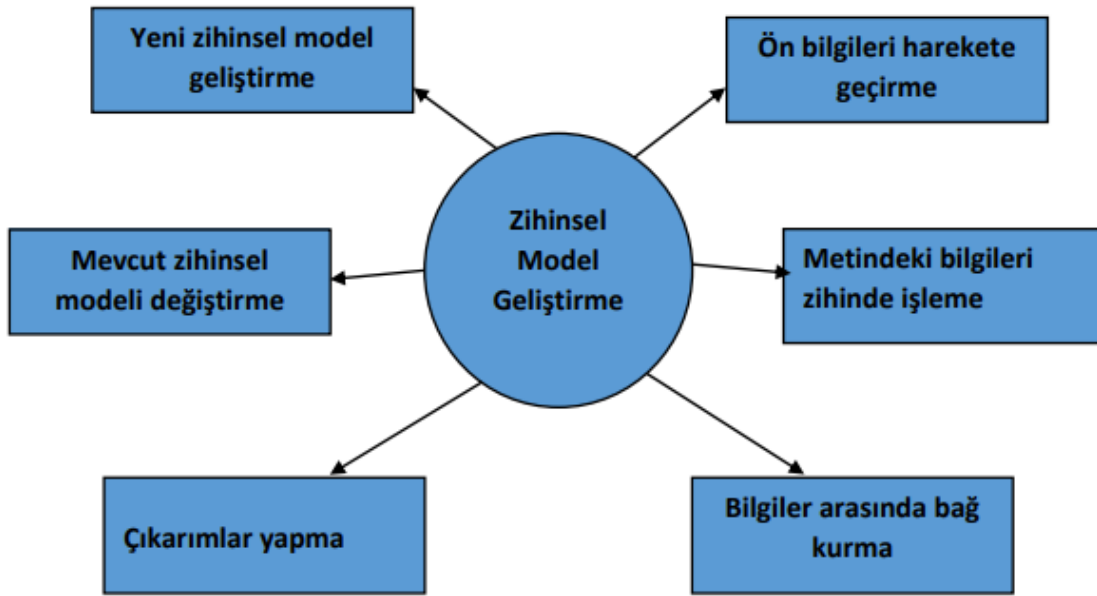 Yeni zihinsel model
geliştirme
Ön bilgileri harekete
geçirme
Zihinsel
Model
Geliştirme
Mevcut zihinsel
modeli değiştirme
Metindeki bilgileri
zihinde işleme
Çıkarımlar yapma
Bilgiler arasında bağ
kurma